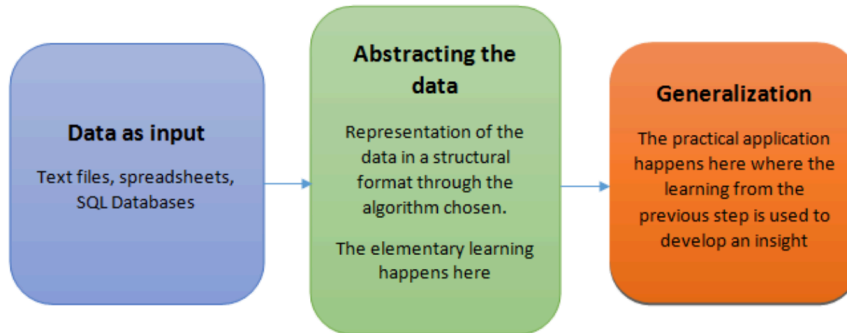 Data as input
Text files, spreadsheets,
SQL Databases
Abstracting the
data
Representation of the
data in a structural
format through the
algorithm chosen.
The elementary learning
happens here
Generalization
The practical application
happens here where the
learning from the
previous step is used to
develop an insight